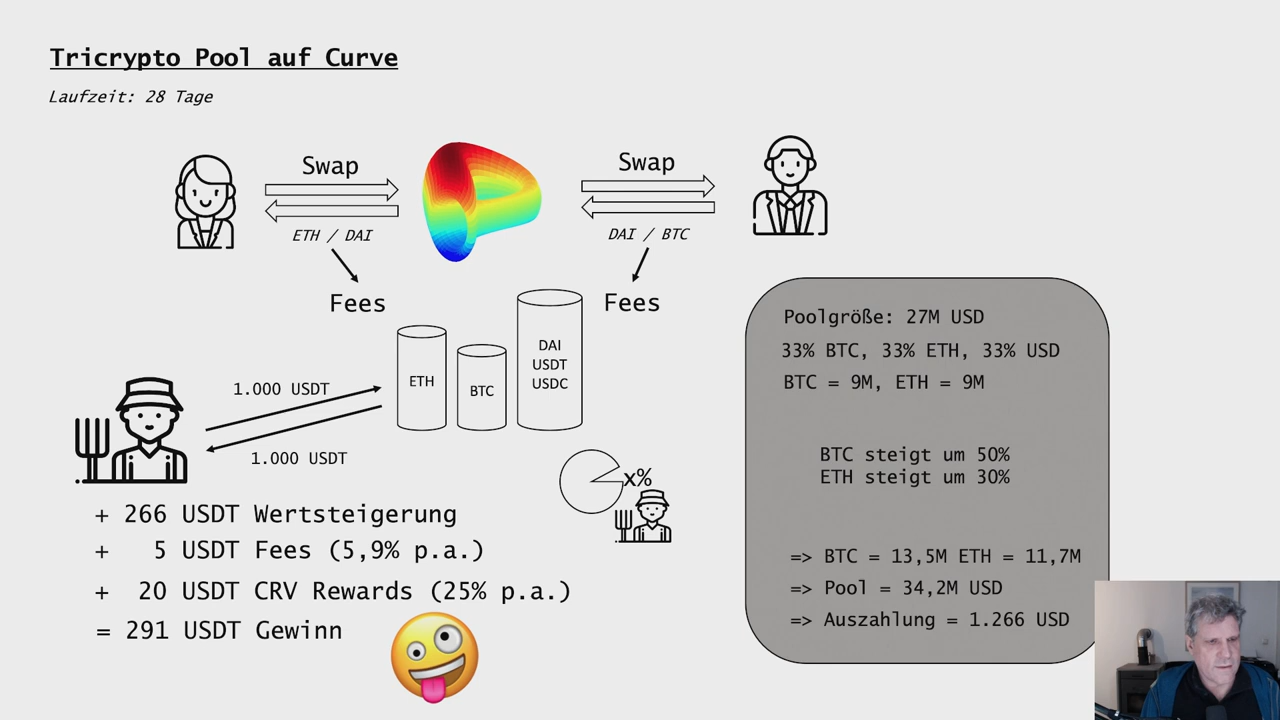 Tricrypto Pool auf Curve
Laufzeit: 28 Tage
Swap
ETH / DAI
Swap
DAI / BTC
Fees
Fees
ETH
BTC
DAI
USDT
USDC
1.000 USDT
1.000 USDT
x%
+ 266 USDT Wertsteigerung
+ 5 USDT Fees (5,9% p.a.)
+ 20 USDT CRV Rewards (25% p.a.)
= 291 USDT Gewinn
Poolgröße: 27M USD
33% BTC, 33% ETH, 33% USD
BTC = 9M, ETH = 9M
BTC steigt um 50%
ETH steigt um 30%
=> BTC = 13,5M ETH = 11,7M
=> Pool = 34,2M USD
=> Auszahlung = 1.266 USD